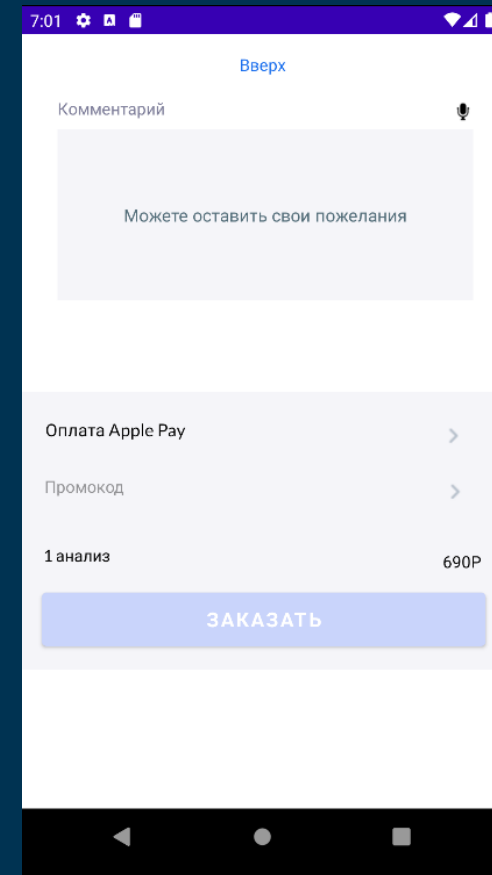 7:01
Вверх
Комментарий
Можете оставить свои пожелания
Оплата Apple Pay
Промокод
1 анализ
690Р
ЗАКАЗАТЬ